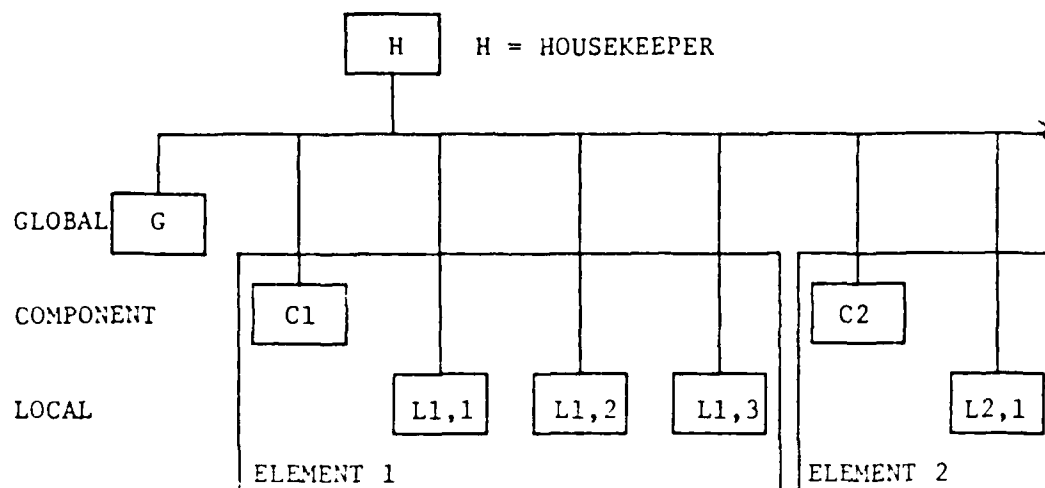 H H = HOUSEKEEPER
GLOBAL G
COMPONENT C1 C2
LOCAL L1,1 L1,2 L1,3 L2,1
ELEMENT 1 ELEMENT 2